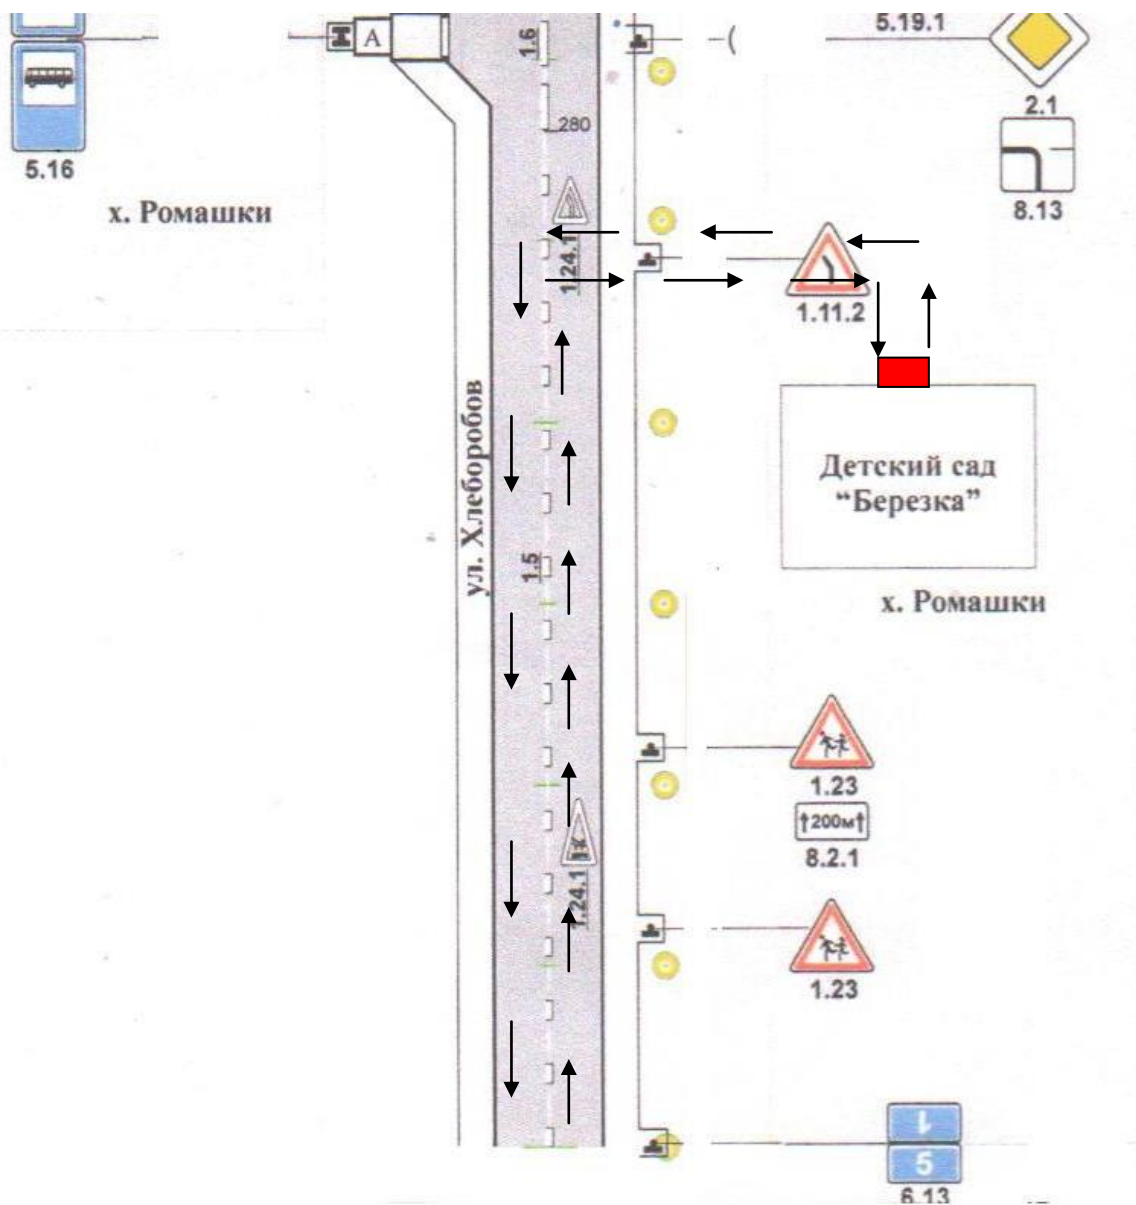 1.6
А
5.19.1
2.1
280
8.13
5.16
х. Ромашки
1.24.1
1.11.2
ул. Хлеборобов
Детский сад
“Березка”
1.5
х. Ромашки
1.23
↑200м↑
8.2.1
1.24.1
1.23
1
5
6.13